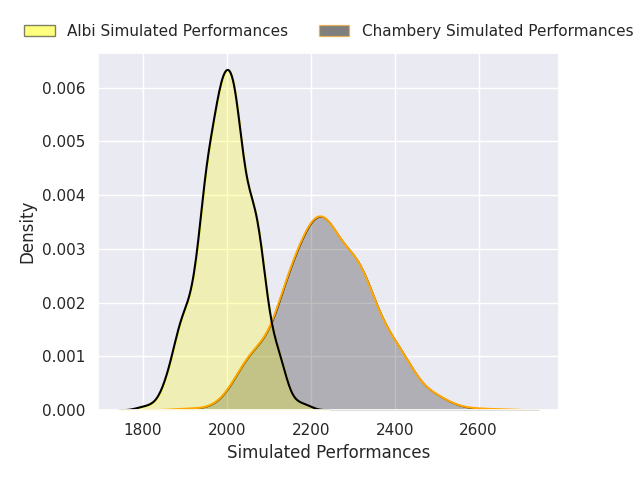 Albi Simulated Performances
Chambery Simulated Performances
0.006
0.005
0.004
0.003
0.002
0.001
0.000
Density
1800 2000 2200 2400 2600
Simulated Performances